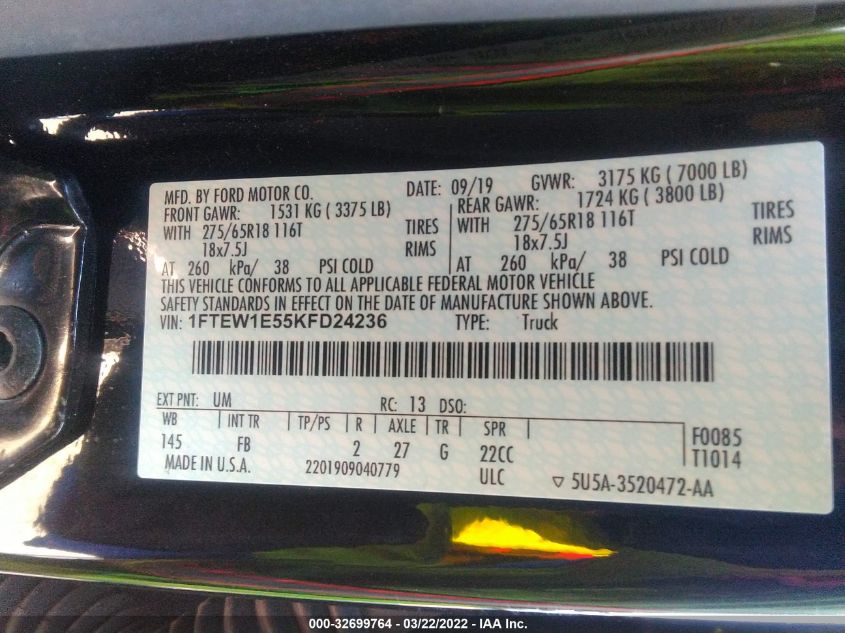 MFD. BY FORD MOTOR CO. DATE: 09/19 GVWR: 3175 KG ( 7000 LB)
FRONT GAWR: 1531 KG ( 3375 LB) REAR GAWR: 1724 KG ( 3800 LB)
WITH 275/65R18 116T TIRES WITH 275/65R18 116T TIRES
18x7.5J RIMS 18x7.5J RIMS
AT 260 kPa/ 38 PSI COLD AT 260 kPa/ 38 PSI COLD
THIS VEHICLE CONFORMS TO ALL APPLICABLE FEDERAL MOTOR VEHICLE
SAFETY STANDARDS IN EFFECT ON THE DATE OF MANUFACTURE SHOWN ABOVE.
VIN: 1FTEW1E55KFD24236 TYPE: Truck
EXT PNT: UM RC: 13 DSO:
WB INT TR TP/PS R AXLE TR SPR F0085
145 FB 2 27 G 22CC T1014
MADE IN U.S.A. 2201909040779 ULC ▽ 5U5A-3520472-AA
000-32699764 - 03/22/2022 - IAA Inc.